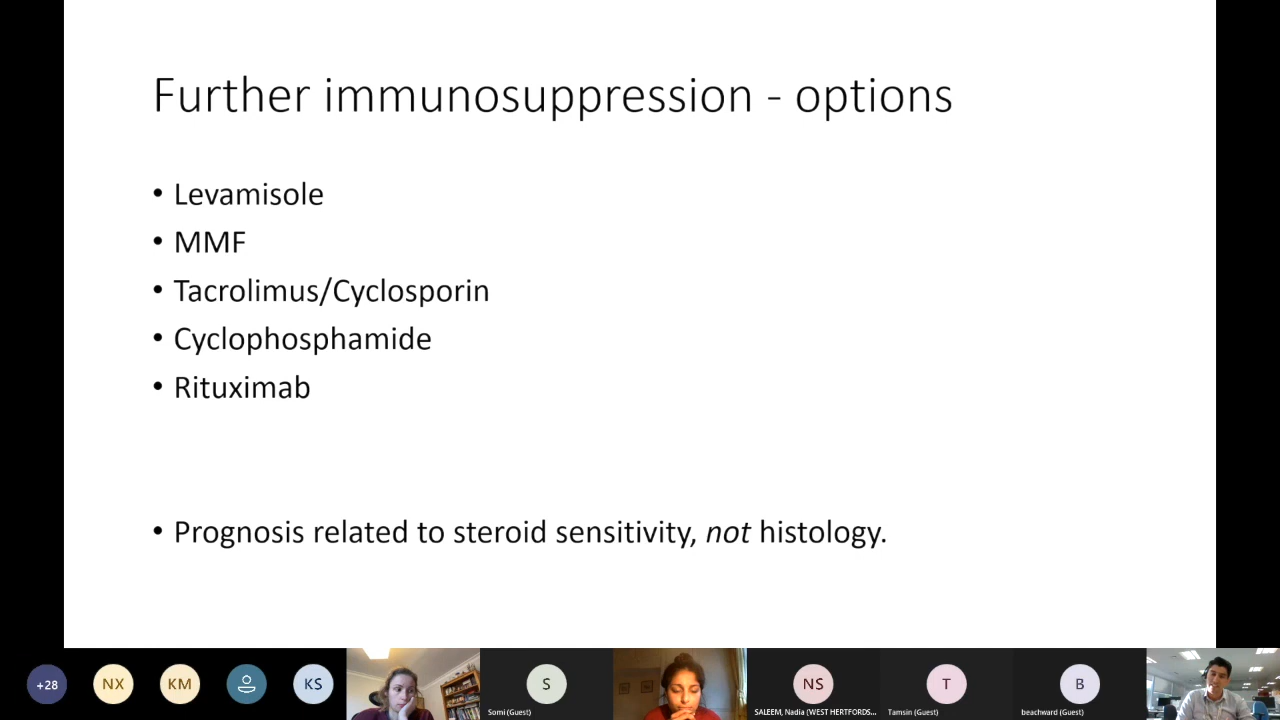 Further immunosuppression - options
• Levamisole
• MMF
• Tacrolimus/Cyclosporin
• Cyclophosphamide
• Rituximab
• Prognosis related to steroid sensitivity, not histology.
+28
NX
KM
KS
S
Somi (Guest)
NS
SALEEM, Nadia (WEST HERTFORDS...
T
Tamsin (Guest)
B
beachward (Guest)